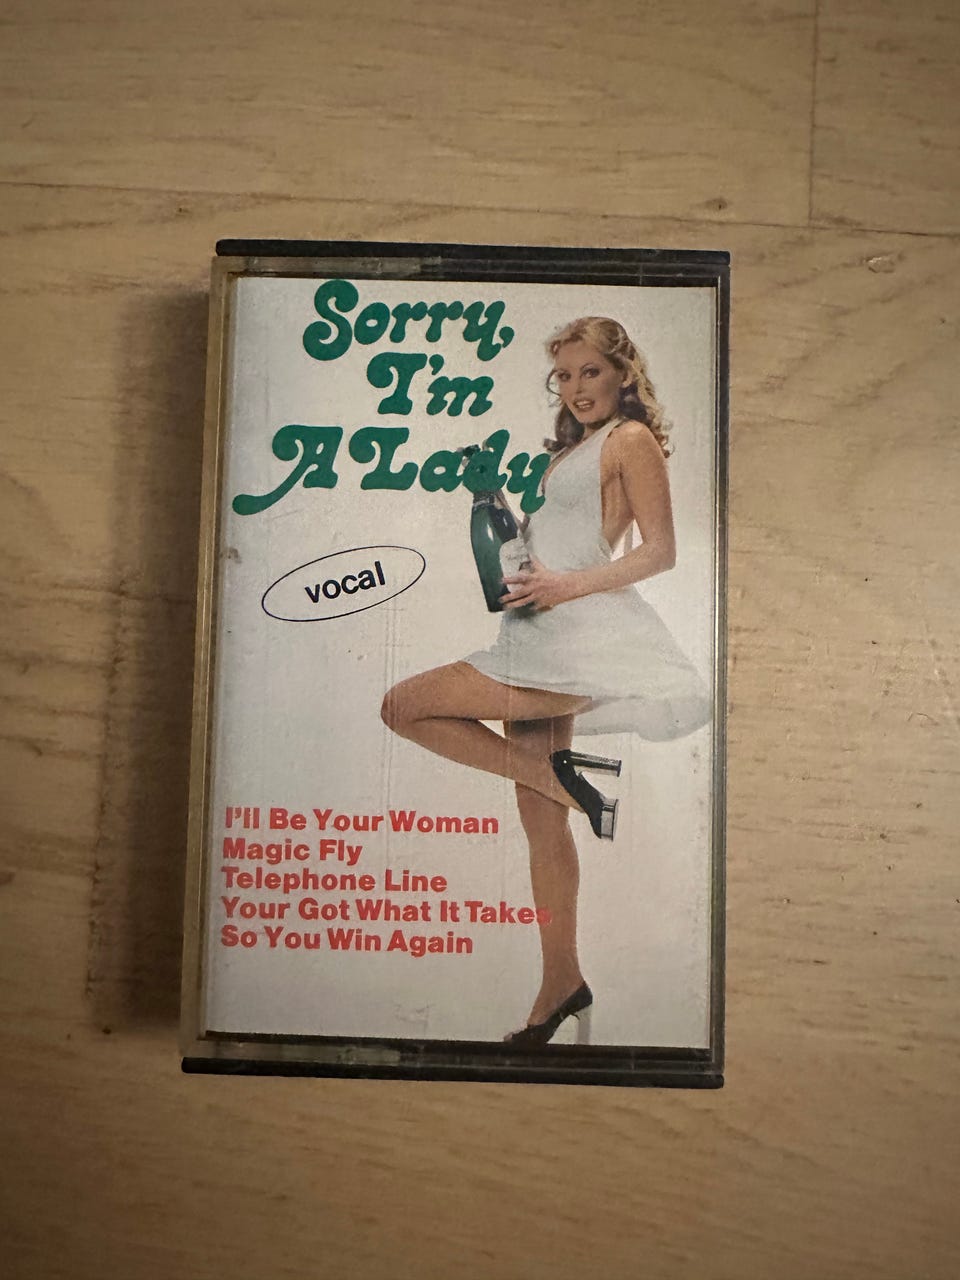 Sorry,
I'm
A Lady
vocal
I'll Be Your Woman
Magic Fly
Telephone Line
Your Got What It Takes
So You Win Again